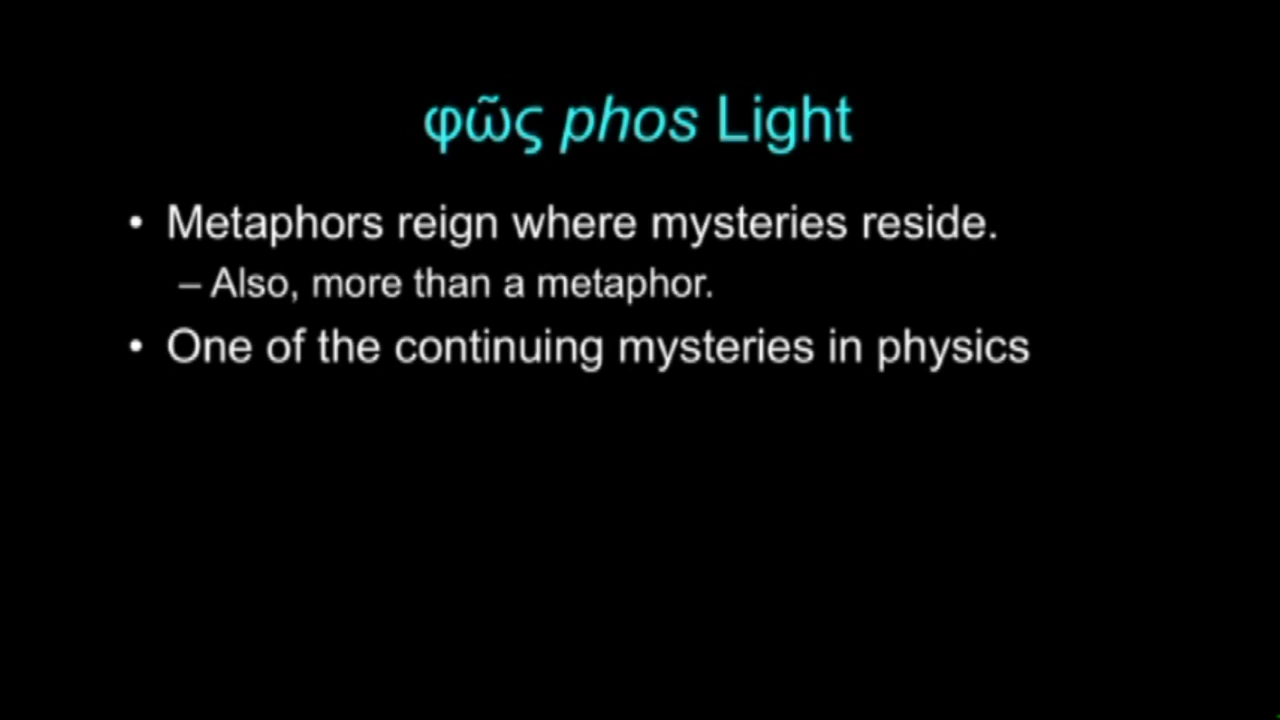 φῶς phos Light
• Metaphors reign where mysteries reside.
– Also, more than a metaphor.
• One of the continuing mysteries in physics